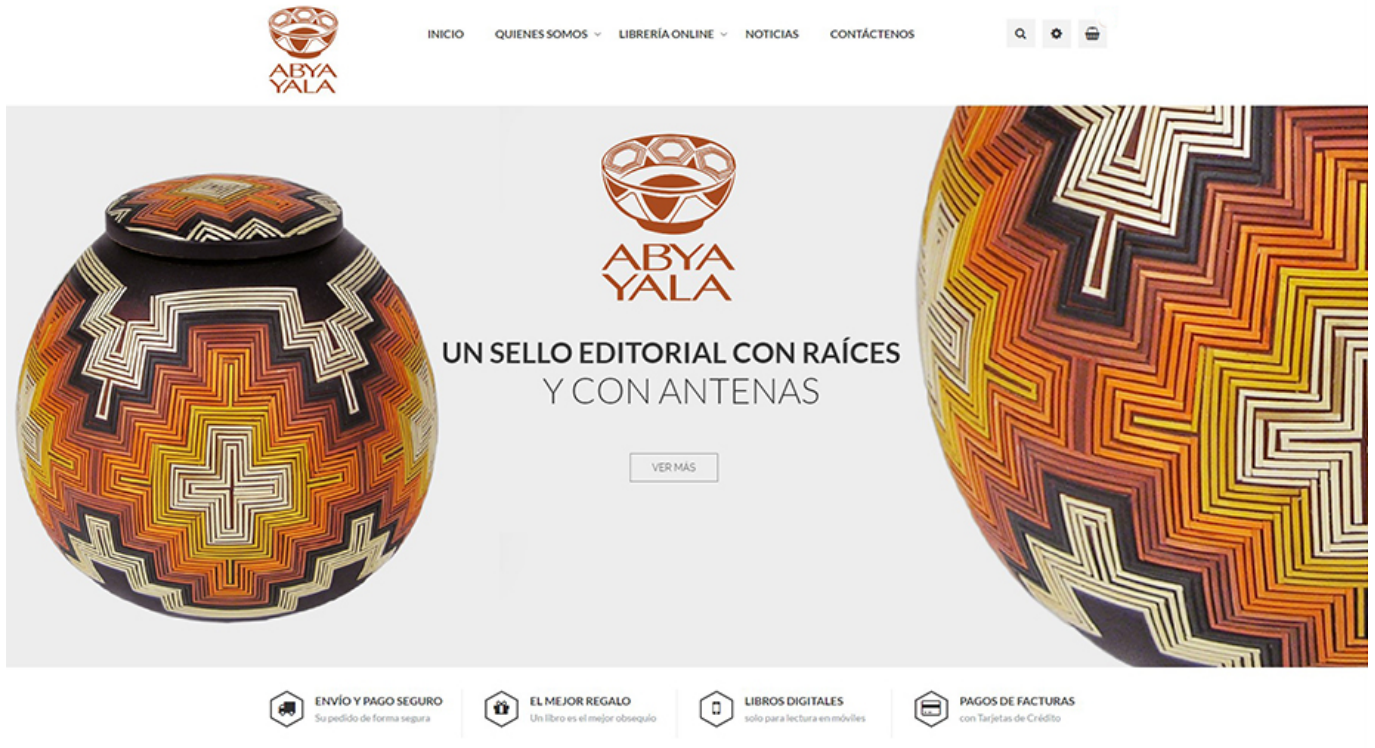 ABYA
YALA
INICIO
QUIENES SOMOS
LIBRERÍA ONLINE
NOTICIAS
CONTÁCTENOS
ABYA
YALA
UN SELLO EDITORIAL CON RAÍCES
Y CON ANTENAS
VER MÁS
ENVÍO Y PAGO SEGURO
Su pedido de forma segura
EL MEJOR REGALO
Un libro es el mejor obsequio
LIBROS DIGITALES
solo para lectura en móviles
PAGOS DE FACTURAS
con Tarjetas de Crédito